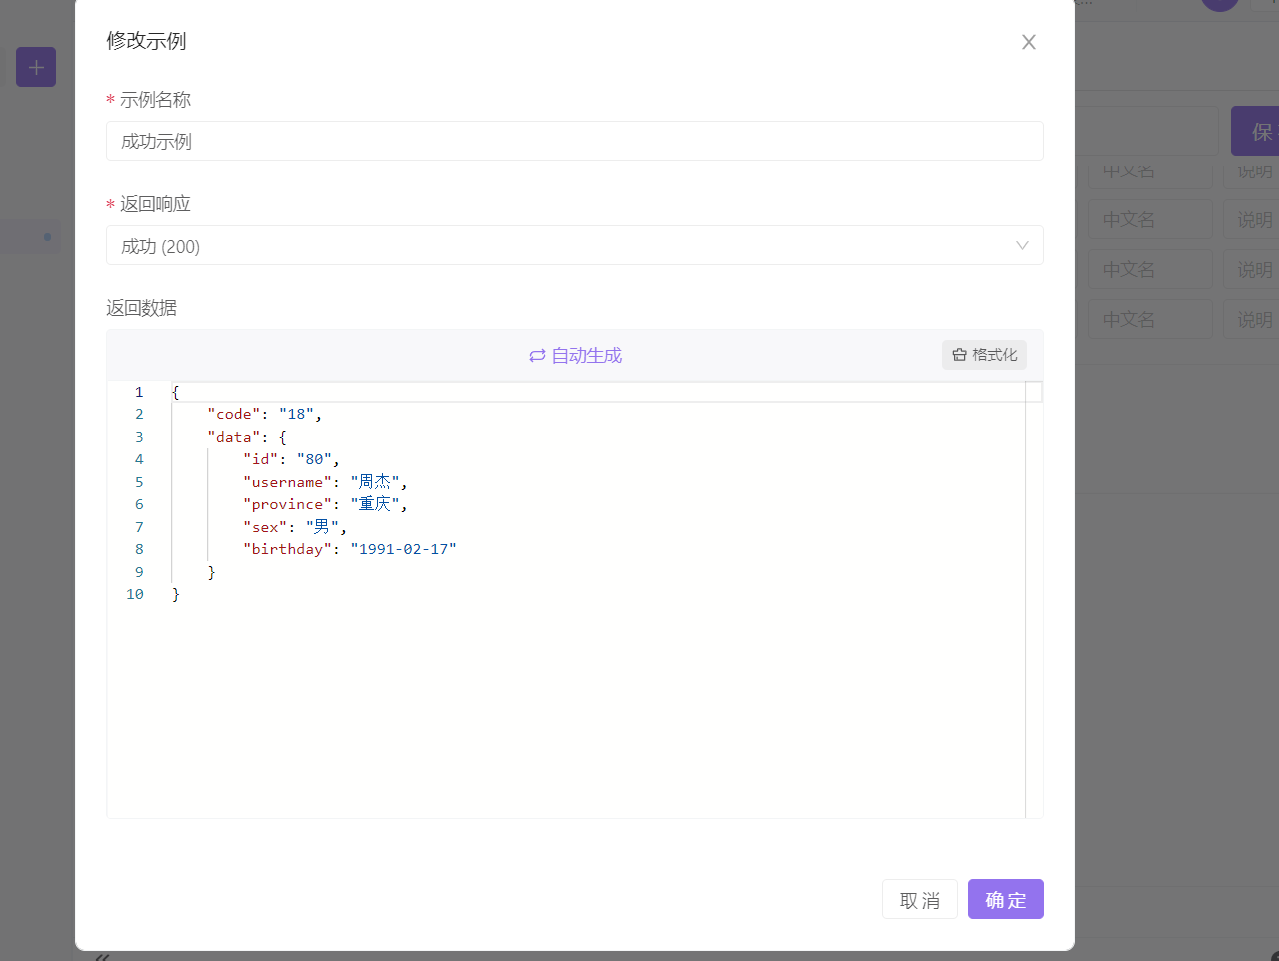 修改示例
* 示例名称
成功示例
* 返回响应
成功 (200)
返回数据
自动生成
格式化
1 {
2 "code": "18",
3 "data": {
4 "id": "80",
5 "username": "周杰",
6 "province": "重庆",
7 "sex": "男",
8 "birthday": "1991-02-17"
9 }
10 }
取消
确定
保
中文名 说明
中文名 说明
中文名 说明
中文名 说明